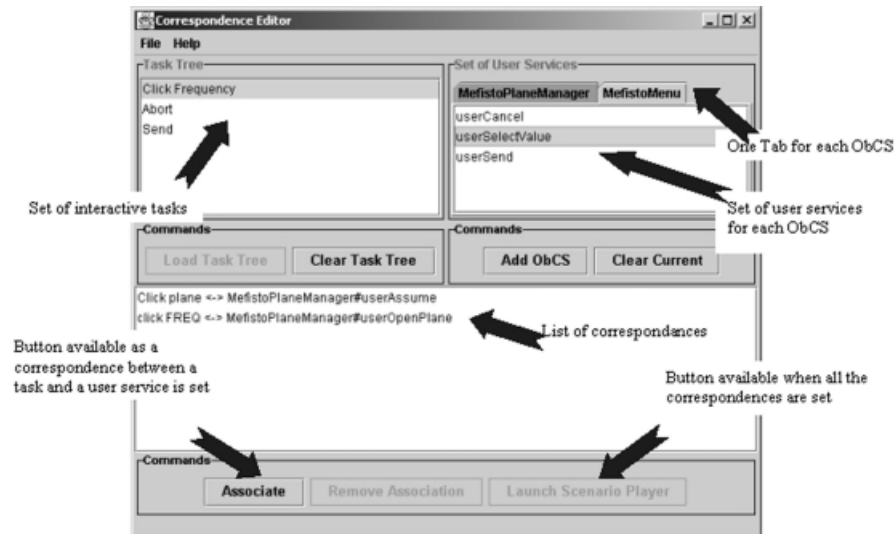 Correspondence Editor
File Help
Task Tree
Click Frequency
Abort
Send
Set of User Services
MefistoPlaneManager MefistoMenu
userCancel
userSelectValue
userSend
One Tab for each ObCS
Set of interactive tasks
Set of user services
for each ObCS
Commands
Load Task Tree Clear Task Tree
Commands
Add ObCS Clear Current
Click plane <-> MefistoPlaneManager#userAssume
click FREQ <-> MefistoPlaneManager#userOpenPlane
List of correspondances
Button available as a
correspondence between a
task and a user service is set
Button available when all the
correspondences are set
Commands
Associate Remove Association Launch Scenario Player